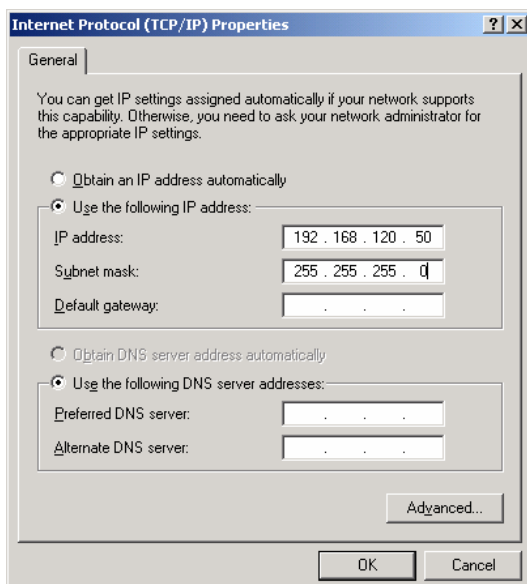 Internet Protocol (TCP/IP) Properties
? X
General
You can get IP settings assigned automatically if your network supports
this capability. Otherwise, you need to ask your network administrator for
the appropriate IP settings.
Obtain an IP address automatically
Use the following IP address:
IP address: 192 . 168 . 120 . 50
Subnet mask: 255 . 255 . 255 . 0
Default gateway: . . .
Obtain DNS server address automatically
Use the following DNS server addresses:
Preferred DNS server: . . .
Alternate DNS server: . . .
Advanced...
OK Cancel